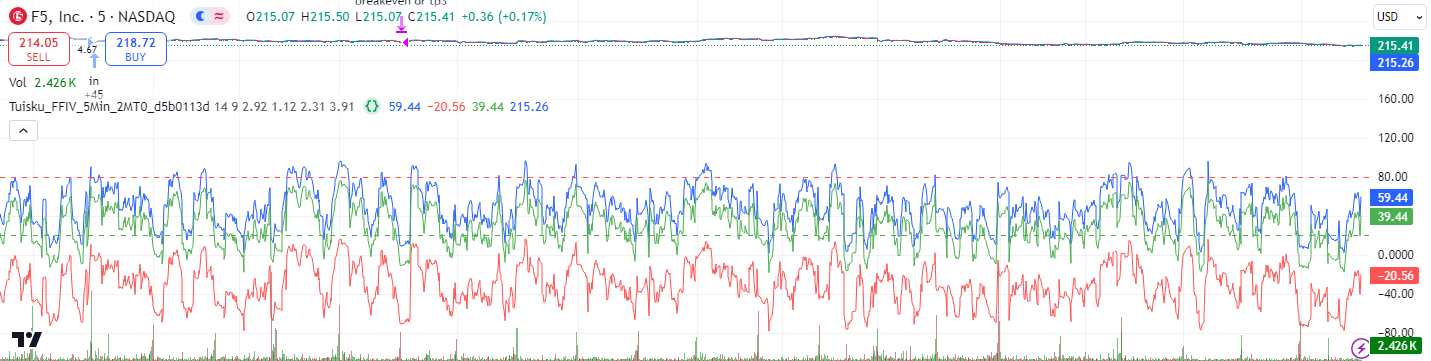 breakeven or tp3
F5, Inc. · 5 · NASDAQ O215.07 H215.50 L215.07 C215.41 +0.36 (+0.17%)
USD
214.05 SELL
4.67
218.72 BUY
215.41
215.26
Vol 2.426K
in
+45
Tuisku_FFIV_5Min_2MT0_d5b0113d 14 9 2.92 1.12 2.31 3.91 {} 59.44 −20.56 39.44 215.26
160.00
120.00
80.00
59.44
39.44
0.0000
−20.56
−40.00
−80.00
2.426K